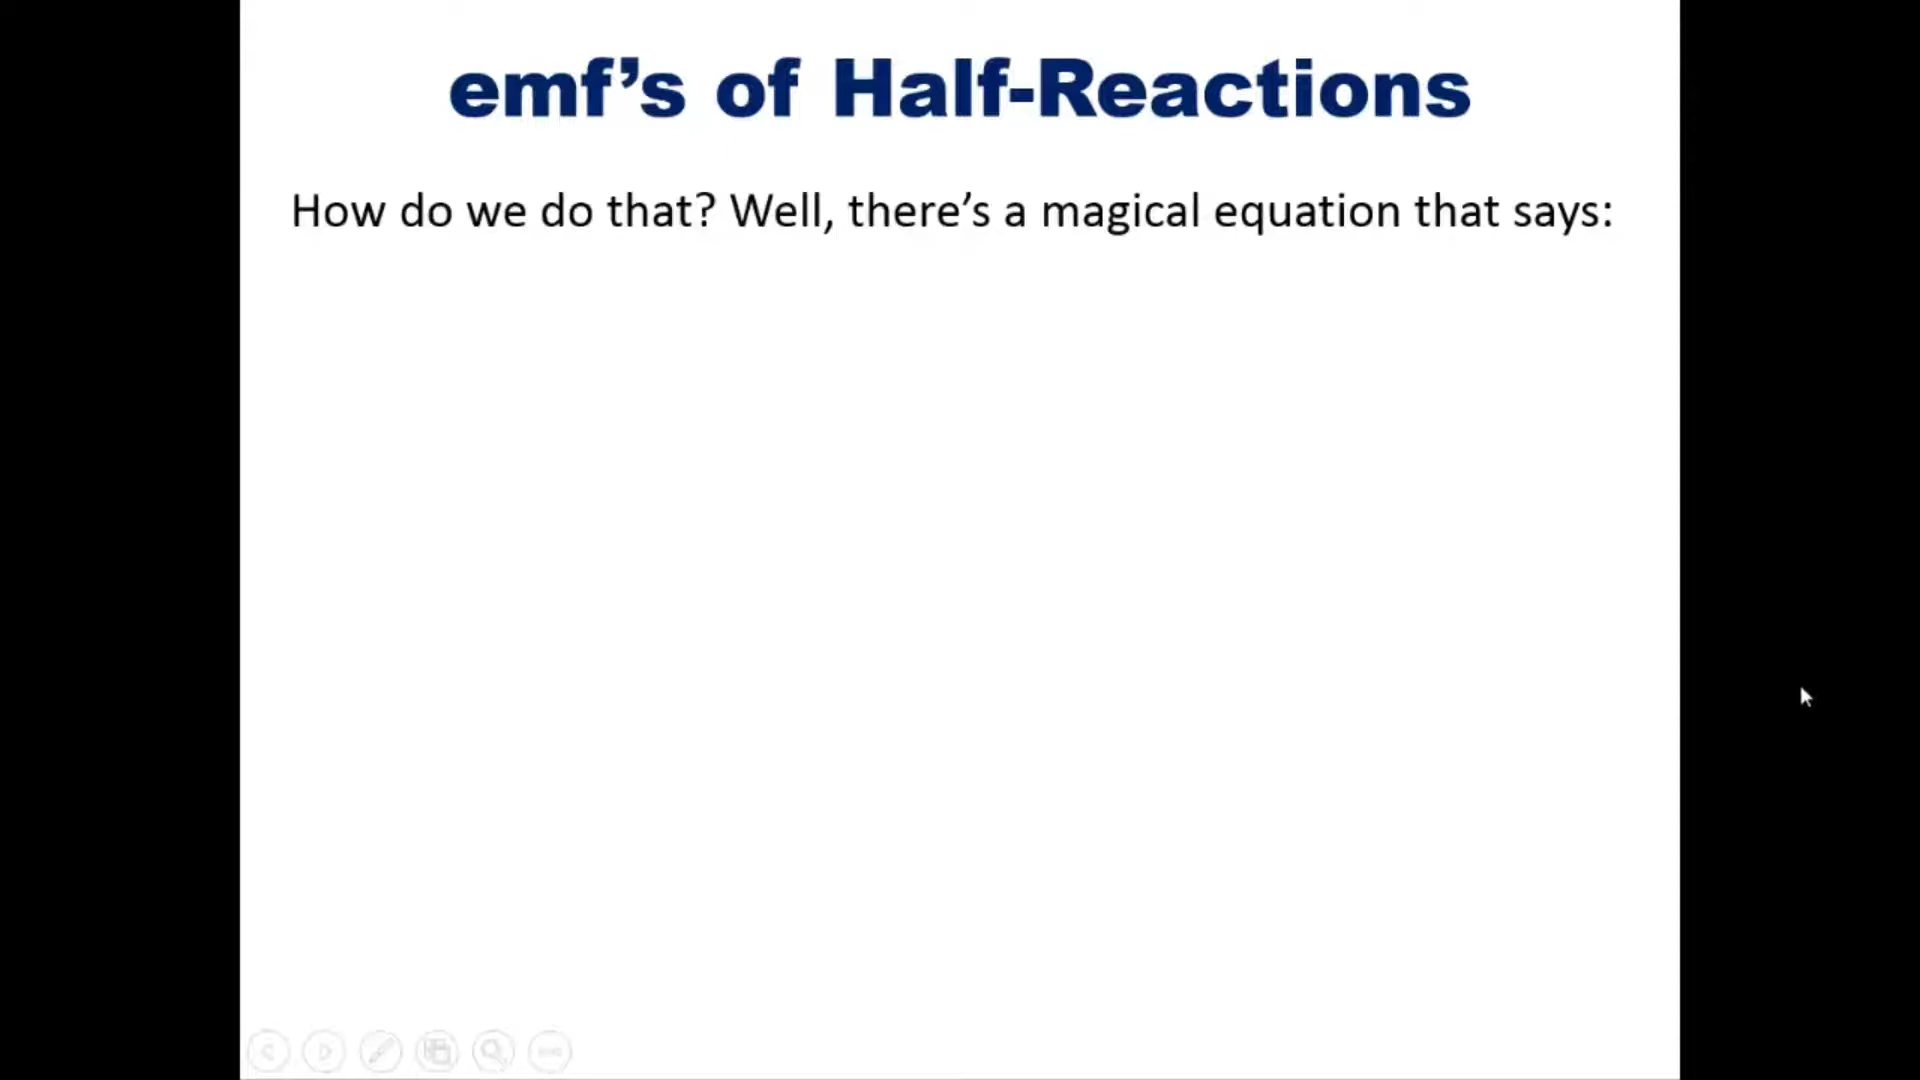 emf’s of Half-Reactions
How do we do that? Well, there’s a magical equation that says: